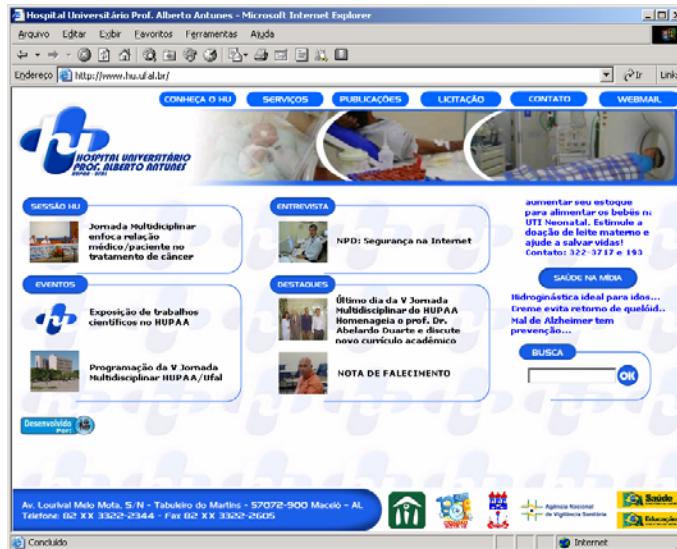 Hospital Universitário Prof. Alberto Antunes - Microsoft Internet Explorer
Arquivo Editar Exibir Favoritos Ferramentas Ajuda
Endereço http://www.hu.ufal.br/ Ir Link
CONHEÇA O HU SERVIÇOS PUBLICAÇÕES LICITAÇÃO CONTATO WEBMAIL
hu
HOSPITAL UNIVERSITÁRIO
PROF. ALBERTO ANTUNES
HUPAA - UFAL
SESSÃO HU
Jornada Multidiciplinar
enfoca relação
médico/paciente no
tratamento de câncer
ENTREVISTA
NPD: Segurança na Internet
aumentar seu estoque
para alimentar os bebês na
UTI Neonatal. Estimule a
doação de leite materno e
ajude a salvar vidas!
Contato: 322-3717 e 193
EVENTOS
Exposição de trabalhos
científicos no HUPAA
Programação da V Jornada
Multidisciplinar HUPAA/Ufal
DESTAQUES
Último dia da V Jornada
Multidisciplinar do HUPAA
Homenageia o prof. Dr.
Abelardo Duarte e discute
novo currículo acadêmico
NOTA DE FALECIMENTO
SAÚDE NA MÍDIA
Hidroginástica ideal para idos...
Creme evita retorno de quelóid..
Mal de Alzheimer tem
prevenção...
BUSCA
OK
Desenvolvido
Por:
Av. Lourival Melo Mota, S/N - Tabuleiro do Martins - 57072-900 Maceió - AL
Telefone: 82 XX 3322-2344 - Fax 82 XX 3322-2605
Agência Nacional
de Vigilância Sanitária
Saúde
Educação
Concluído Internet